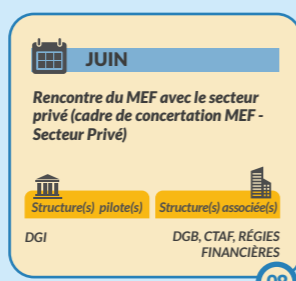 JUIN
Rencontre du MEF avec le secteur
privé (cadre de concertation MEF -
Secteur Privé)
Structure(s) pilote(s)
Structure(s) associée(s)
DGI
DGB, CTAF, RÉGIES
FINANCIÈRES